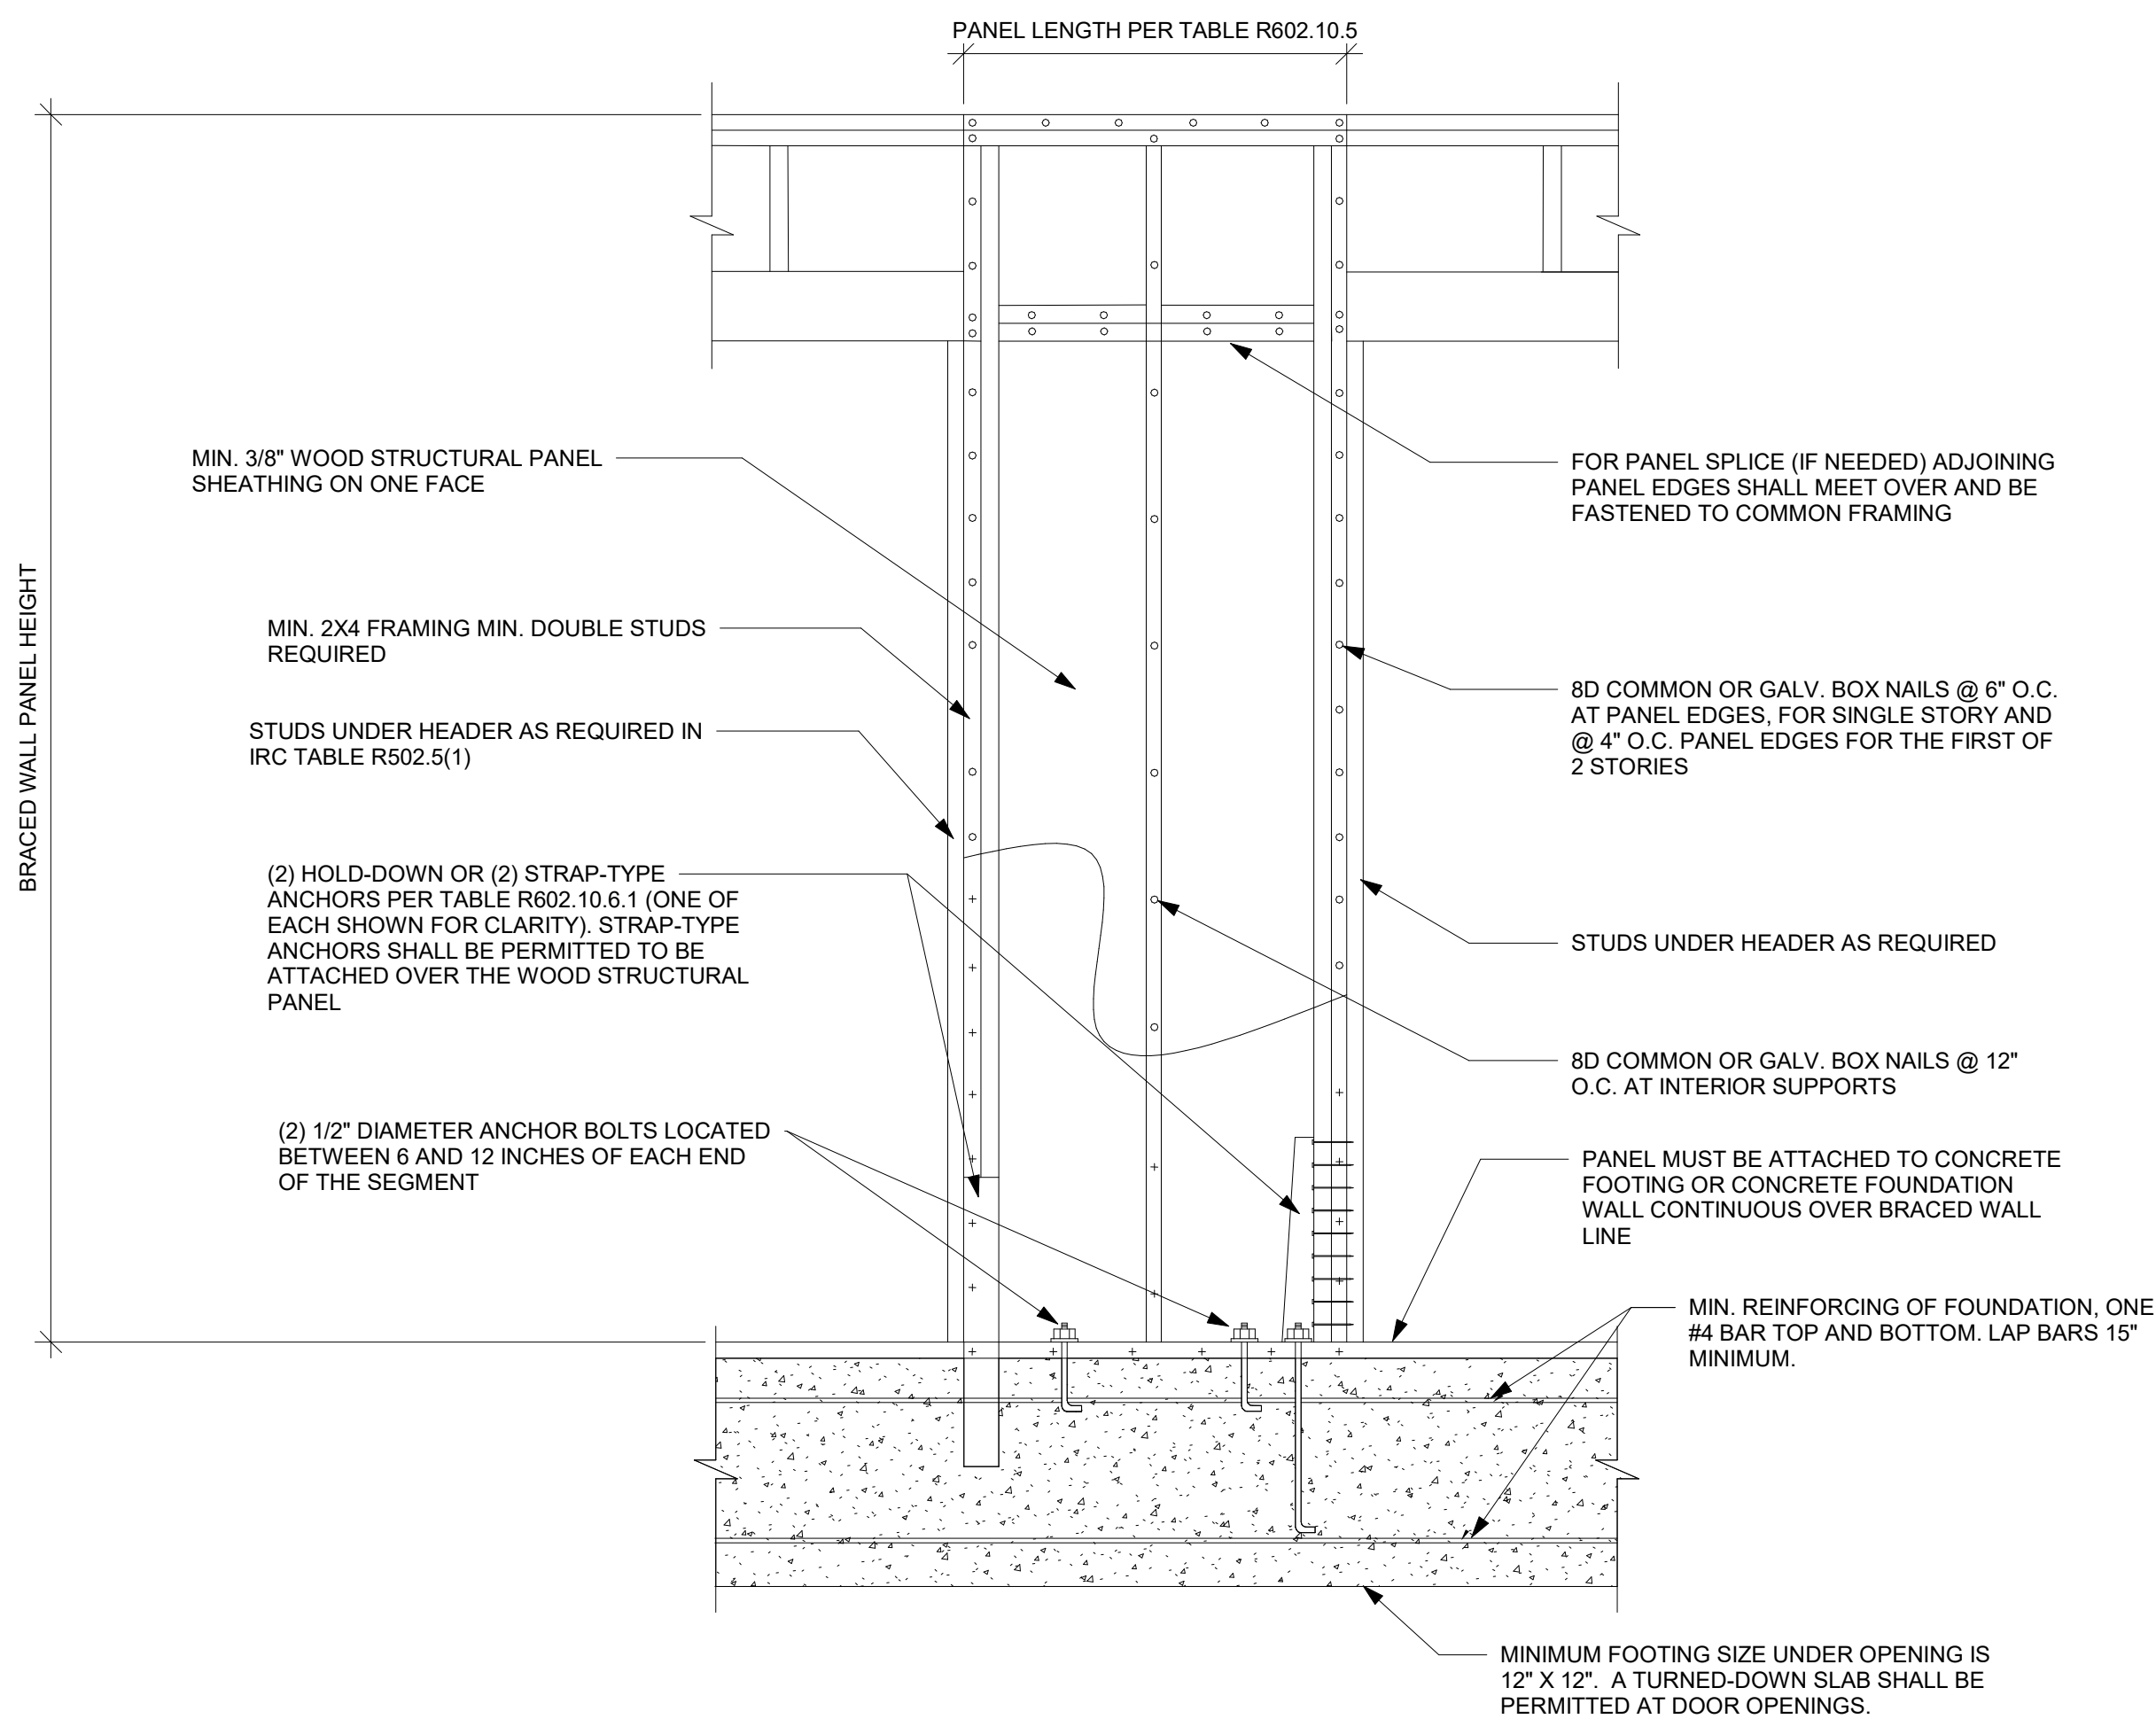 PANEL LENGTH PER TABLE R602.10.5
BRACED WALL PANEL HEIGHT
MIN. 3/8" WOOD STRUCTURAL PANEL
SHEATHING ON ONE FACE
MIN. 2X4 FRAMING MIN. DOUBLE STUDS
REQUIRED
STUDS UNDER HEADER AS REQUIRED IN
IRC TABLE R502.5(1)
(2) HOLD-DOWN OR (2) STRAP-TYPE
ANCHORS PER TABLE R602.10.6.1 (ONE OF
EACH SHOWN FOR CLARITY). STRAP-TYPE
ANCHORS SHALL BE PERMITTED TO BE
ATTACHED OVER THE WOOD STRUCTURAL
PANEL
(2) 1/2" DIAMETER ANCHOR BOLTS LOCATED
BETWEEN 6 AND 12 INCHES OF EACH END
OF THE SEGMENT
FOR PANEL SPLICE (IF NEEDED) ADJOINING
PANEL EDGES SHALL MEET OVER AND BE
FASTENED TO COMMON FRAMING
8D COMMON OR GALV. BOX NAILS @ 6" O.C.
AT PANEL EDGES, FOR SINGLE STORY AND
@ 4" O.C. PANEL EDGES FOR THE FIRST OF
2 STORIES
STUDS UNDER HEADER AS REQUIRED
8D COMMON OR GALV. BOX NAILS @ 12"
O.C. AT INTERIOR SUPPORTS
PANEL MUST BE ATTACHED TO CONCRETE
FOOTING OR CONCRETE FOUNDATION
WALL CONTINUOUS OVER BRACED WALL
LINE
MIN. REINFORCING OF FOUNDATION, ONE
#4 BAR TOP AND BOTTOM. LAP BARS 15"
MINIMUM.
MINIMUM FOOTING SIZE UNDER OPENING IS
12" X 12". A TURNED-DOWN SLAB SHALL BE
PERMITTED AT DOOR OPENINGS.